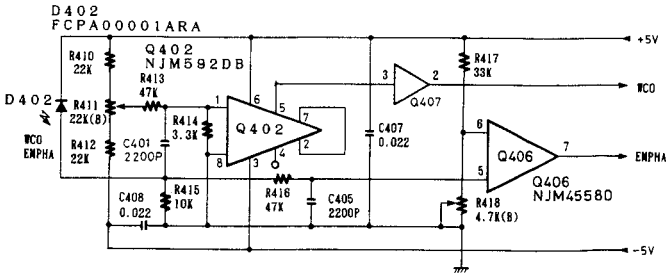 D402
FCPA00001ARA
+5V
R410
22K
Q402
NJM592DB
R413
47K
R417
33K
3
2
Q407
WCO
D402
R411
22K(B)
1
6
5
7
2
Q402
R414
3.3K
8
3
4
C407
0.022
WCO
EMPHA
R412
22K
C401
2200P
6
5
7
Q406
EMPHA
Q406
NJM4558D
C408
0.022
R415
10K
R416
47K
C405
2200P
R418
4.7K(B)
-5V